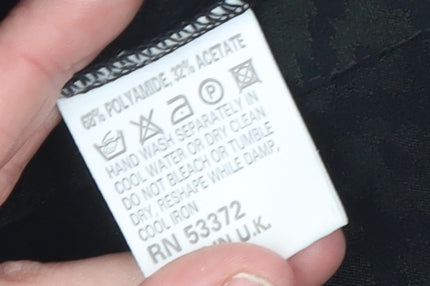 68% POLYAMIDE, 32% ACETATE
P
HAND WASH SEPARATELY IN
COOL WATER OR DRY CLEAN
DO NOT BLEACH OR TUMBLE
DRY, RESHAPE WHILE DAMP,
COOL IRON
RN 53372
IN U.K.